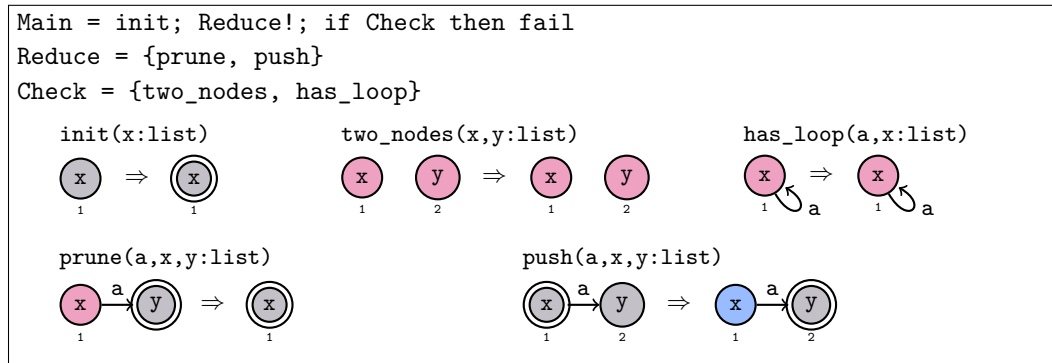 Main = init; Reduce!; if Check then fail
Reduce = {prune, push}
Check = {two_nodes, has_loop}
init(x:list) two_nodes(x,y:list) has_loop(a,x:list)
x ⇒ x x y ⇒ x y x a ⇒ x a
1 1 1 2 1 2 1 1
prune(a,x,y:list) push(a,x,y:list)
x a y ⇒ x x a y ⇒ x a y
1 1 1 2 1 2